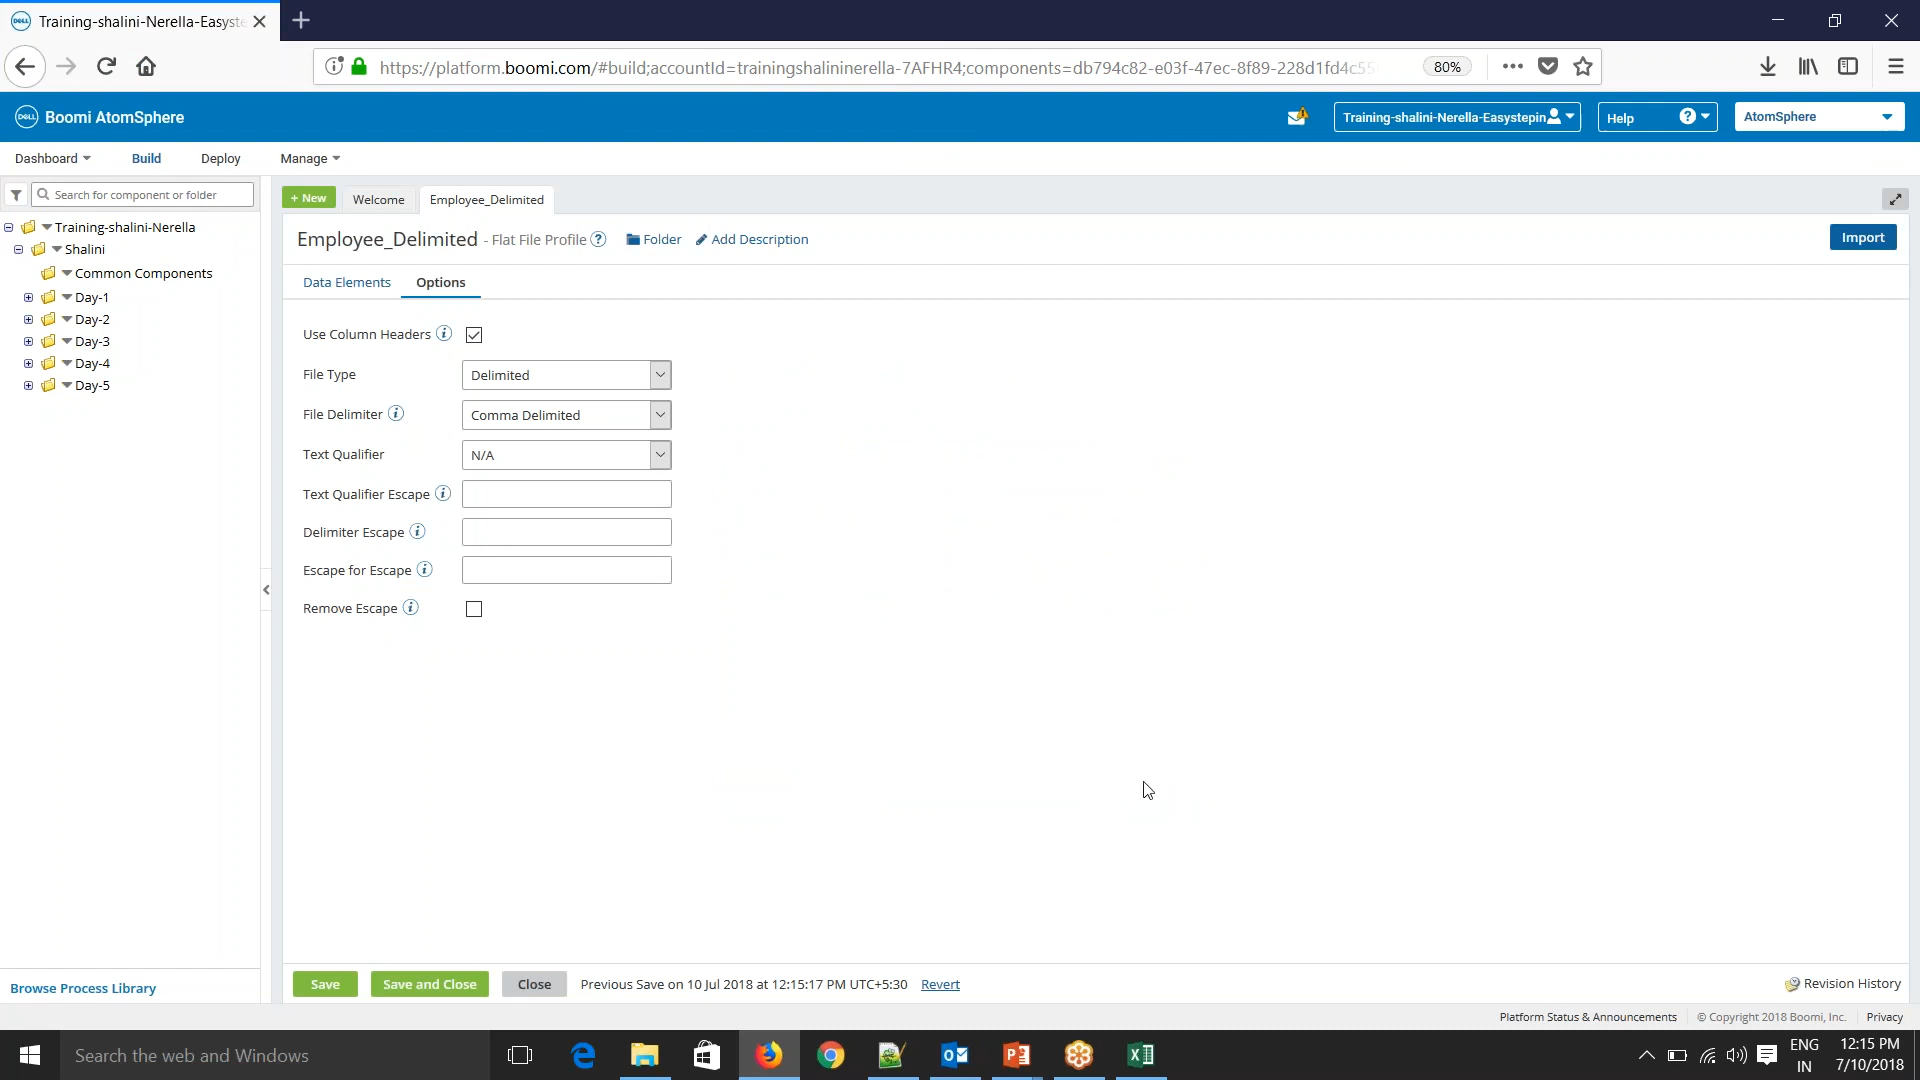 Training-shalini-Nerella-Easyste
https://platform.boomi.com/#build;accountId=trainingshalininerella-7AFHR4;components=db794c82-e03f-47ec-8f89-228d1fd4c55
80%
DELL Boomi AtomSphere
Training-shalini-Nerella-Easystepin
Help
AtomSphere
Dashboard
Build
Deploy
Manage
Search for component or folder
+ New
Welcome
Employee_Delimited
Training-shalini-Nerella
Shalini
Common Components
Day-1
Day-2
Day-3
Day-4
Day-5
Employee_Delimited - Flat File Profile
Folder
Add Description
Import
Data Elements
Options
Use Column Headers
File Type
Delimited
File Delimiter
Comma Delimited
Text Qualifier
N/A
Text Qualifier Escape
Delimiter Escape
Escape for Escape
Remove Escape
Browse Process Library
Save
Save and Close
Close
Previous Save on 10 Jul 2018 at 12:15:17 PM UTC+5:30
Revert
Revision History
Platform Status & Announcements
© Copyright 2018 Boomi, Inc.
Privacy
Search the web and Windows
ENG
IN
12:15 PM
7/10/2018